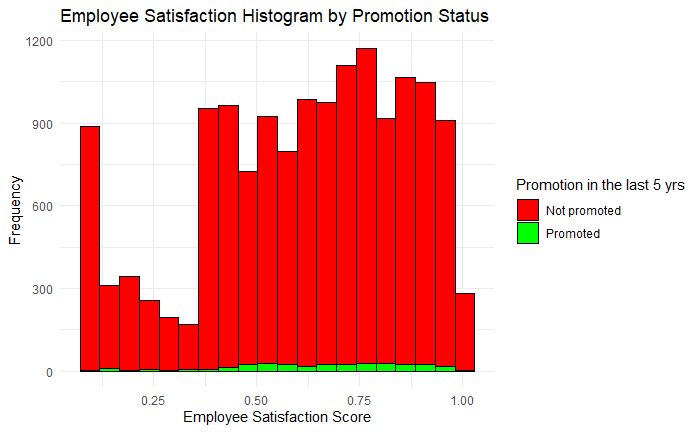 Employee Satisfaction Histogram by Promotion Status
1200
900
600
300
0
Frequency
0.25 0.50 0.75 1.00
Employee Satisfaction Score
Promotion in the last 5 yrs
Not promoted
Promoted